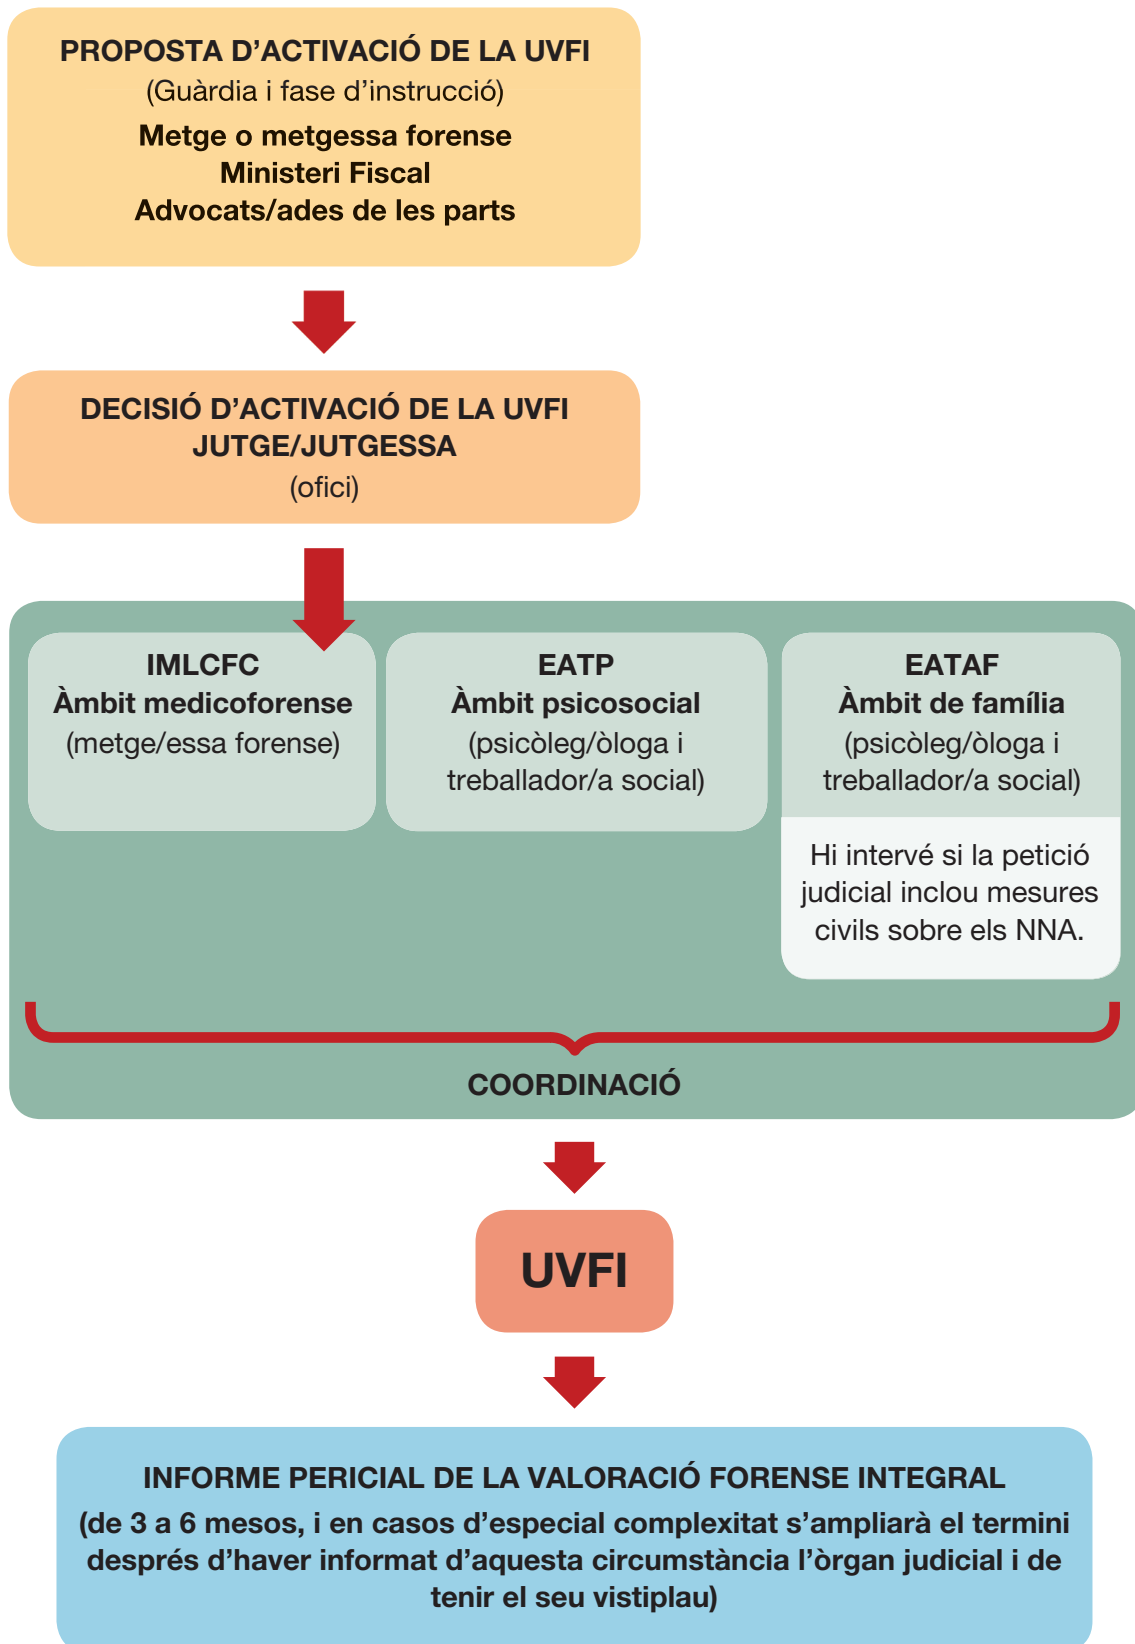 PROPOSTA D’ACTIVACIÓ DE LA UVFI
(Guàrdia i fase d’instrucció)
Metge o metgessa forense
Ministeri Fiscal
Advocats/ades de les parts
DECISIÓ D’ACTIVACIÓ DE LA UVFI
JUTGE/JUTGESSA
(ofici)
IMLCFC
Àmbit medicoforense
(metge/essa forense)
EATP
Àmbit psicosocial
(psicòleg/òloga i
treballador/a social)
EATAF
Àmbit de família
(psicòleg/òloga i
treballador/a social)
Hi intervé si la petició
judicial inclou mesures
civils sobre els NNA.
COORDINACIÓ
UVFI
INFORME PERICIAL DE LA VALORACIÓ FORENSE INTEGRAL
(de 3 a 6 mesos, i en casos d’especial complexitat s’ampliarà el termini
després d’haver informat d’aquesta circumstància l’òrgan judicial i de
tenir el seu vistiplau)